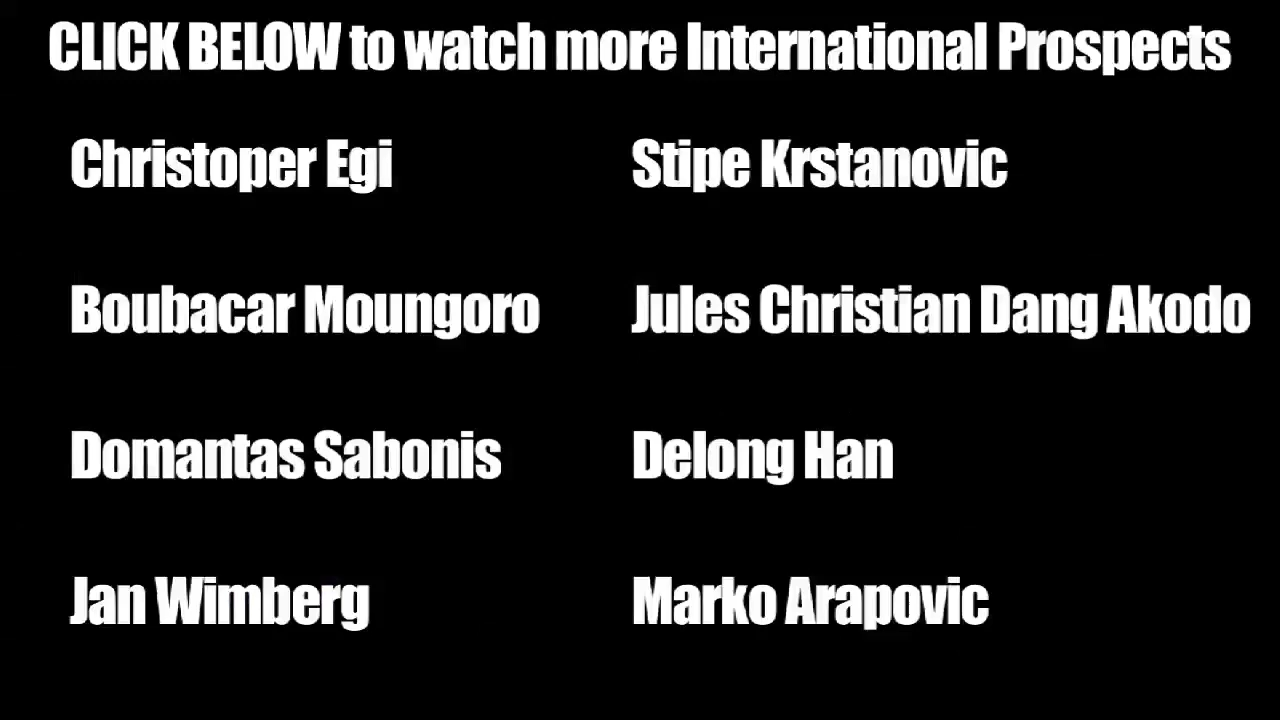 CLICK BELOW to watch more International Prospects
Christoper Egi
Stipe Krstanovic
Boubacar Moungoro
Jules Christian Dang Akodo
Domantas Sabonis
Delong Han
Jan Wimberg
Marko Arapovic